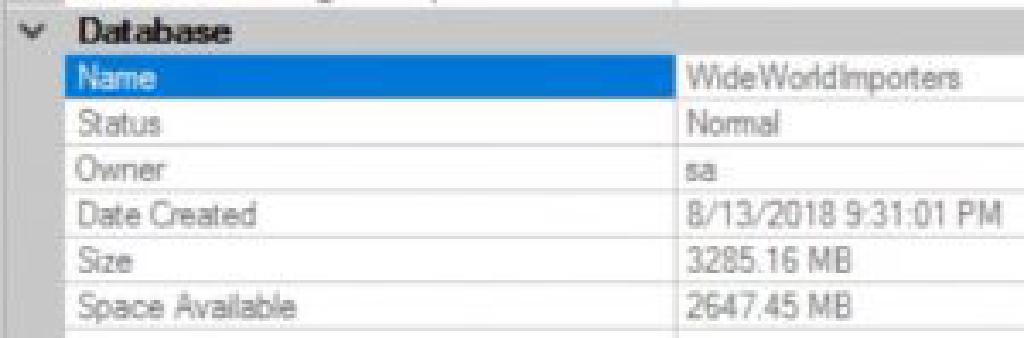 Database
Name WideWorldImporters
Status Normal
Owner sa
Date Created 8/13/2018 9:31:01 PM
Size 3285.16 MB
Space Available 2647.45 MB